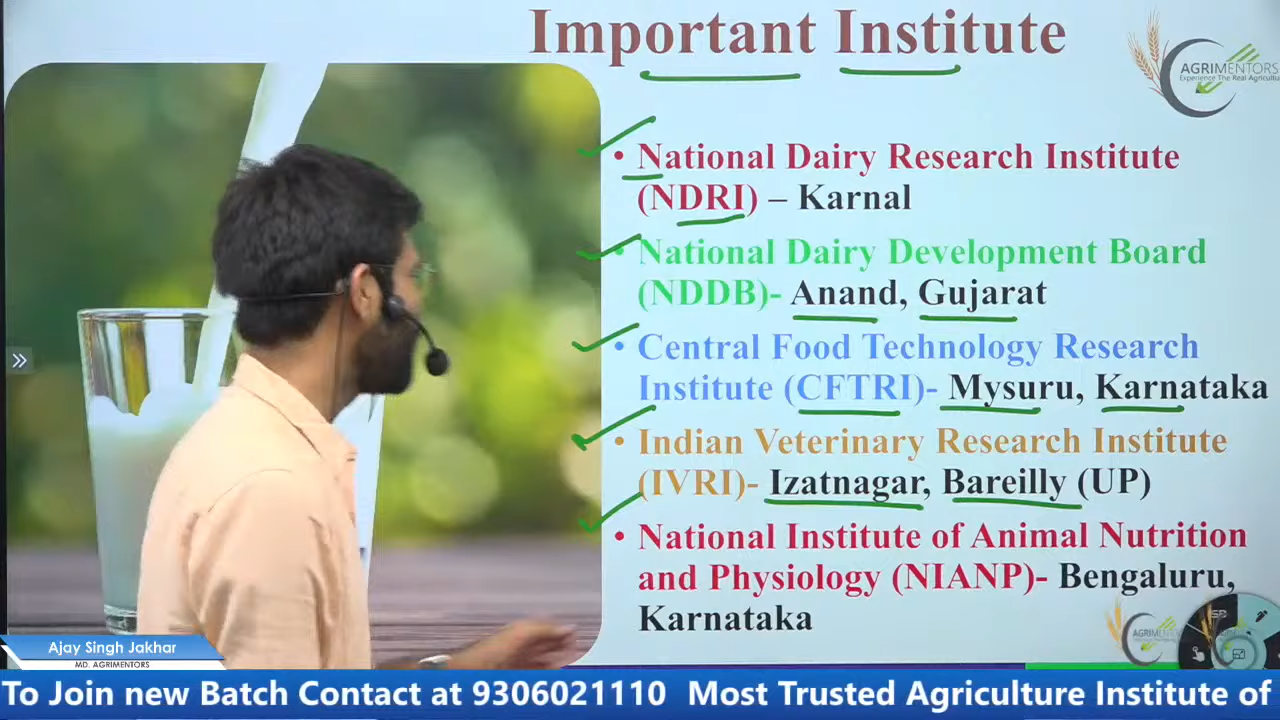 Important Institute
AGRIMENTORS
Experience The Real Agricultu
• National Dairy Research Institute
(NDRI) – Karnal
• National Dairy Development Board
(NDDB)- Anand, Gujarat
• Central Food Technology Research
Institute (CFTRI)- Mysuru, Karnataka
• Indian Veterinary Research Institute
(IVRI)- Izatnagar, Bareilly (UP)
• National Institute of Animal Nutrition
and Physiology (NIANP)- Bengaluru,
Karnataka
Ajay Singh Jakhar
MD. AGRIMENTORS
To Join new Batch Contact at 9306021110 Most Trusted Agriculture Institute of